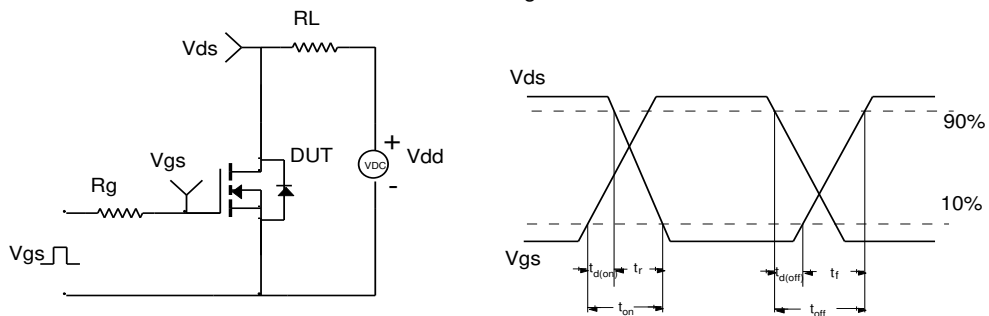 RL
Vds
Vds
90%
+
DUT
VDC
Vdd
Vgs
-
Rg
10%
Vgs
Vgs
td(on)
tr
td(off)
tf
ton
toff